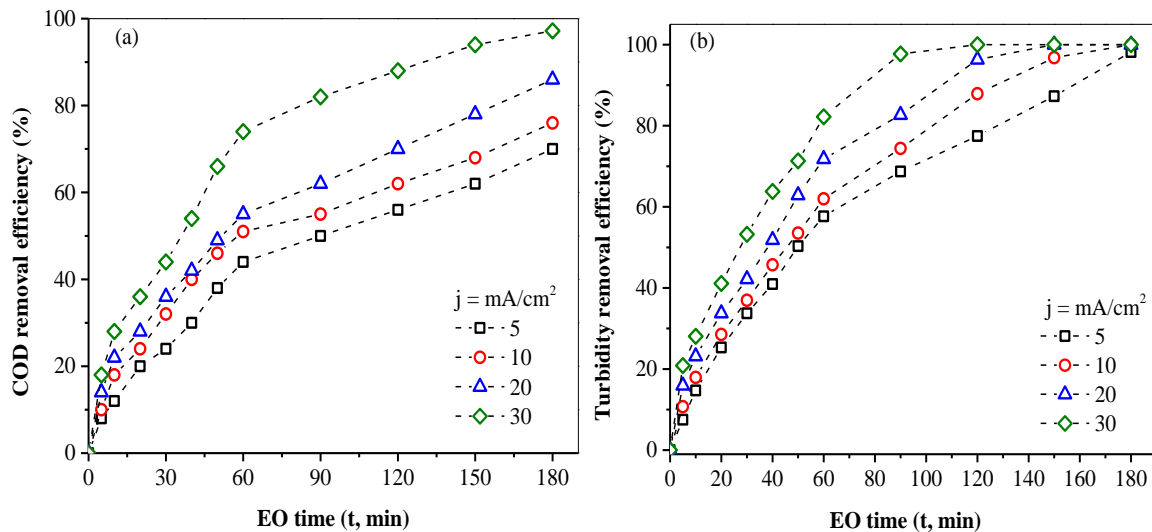 (a)
COD removal efficiency (%)
100
80
60
40
20
0
j = mA/cm²
5
10
20
30
0 30 60 90 120 150 180
EO time (t, min)
(b)
Turbidity removal efficiency (%)
100
80
60
40
20
0
j = mA/cm²
5
10
20
30
0 20 40 60 80 100 120 140 160 180
EO time (t, min)